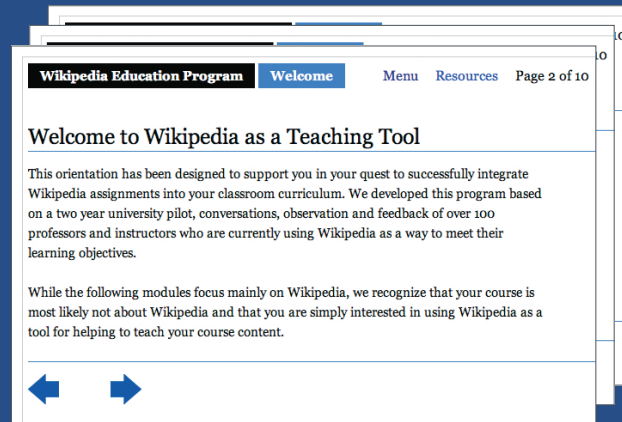 Wikipedia Education Program Welcome Menu Resources Page 2 of 10
Welcome to Wikipedia as a Teaching Tool
This orientation has been designed to support you in your quest to successfully integrate
Wikipedia assignments into your classroom curriculum. We developed this program based
on a two year university pilot, conversations, observation and feedback of over 100
professors and instructors who are currently using Wikipedia as a way to meet their
learning objectives.
While the following modules focus mainly on Wikipedia, we recognize that your course is
most likely not about Wikipedia and that you are simply interested in using Wikipedia as a
tool for helping to teach your course content.